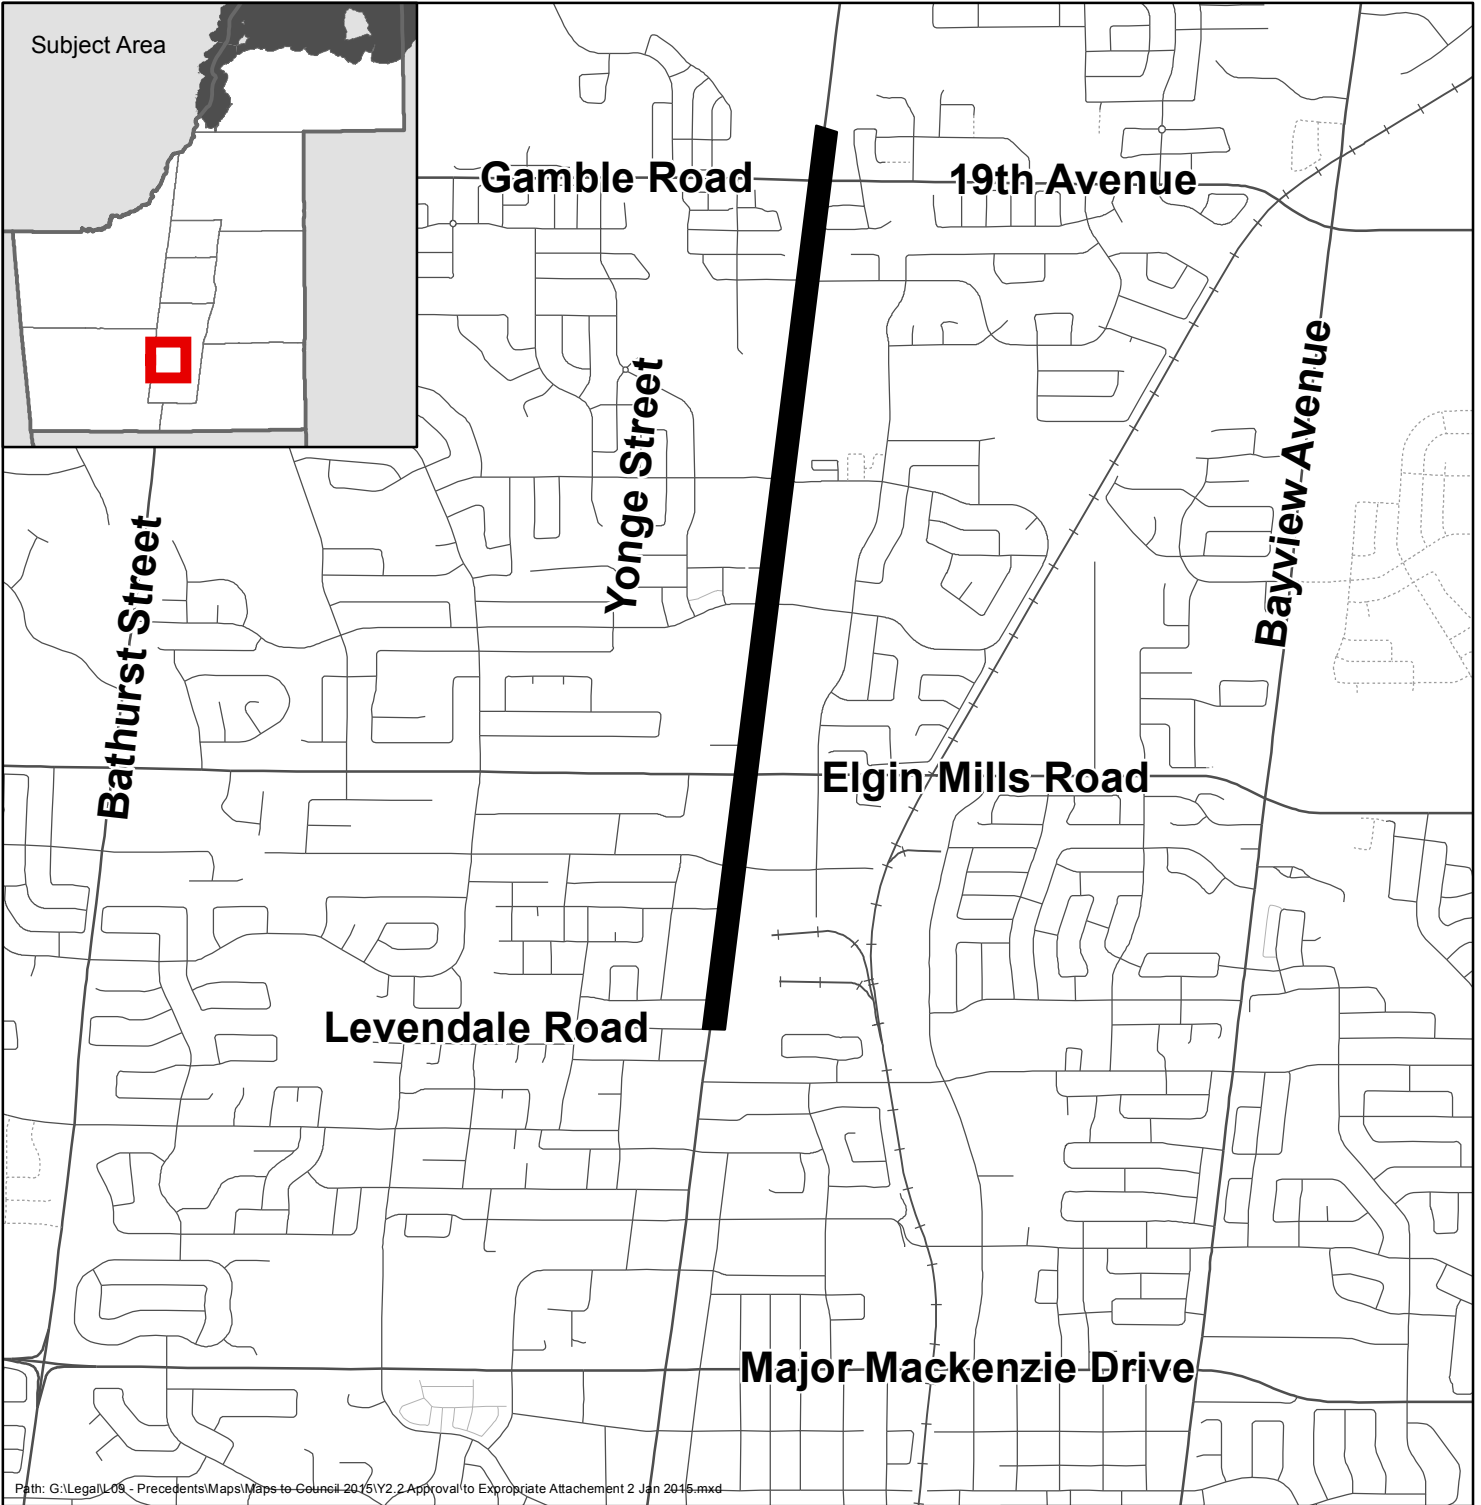 Subject Area
Gamble Road
19th Avenue
Yonge Street
Bayview Avenue
Bathurst Street
Elgin Mills Road
Levendale Road
Major Mackenzie Drive
Path: G:\Legal\L09 - Precedents\Maps\Maps to Council 2015\Y2.2 Approval to Expropriate Attachement 2 Jan 2015.mxd